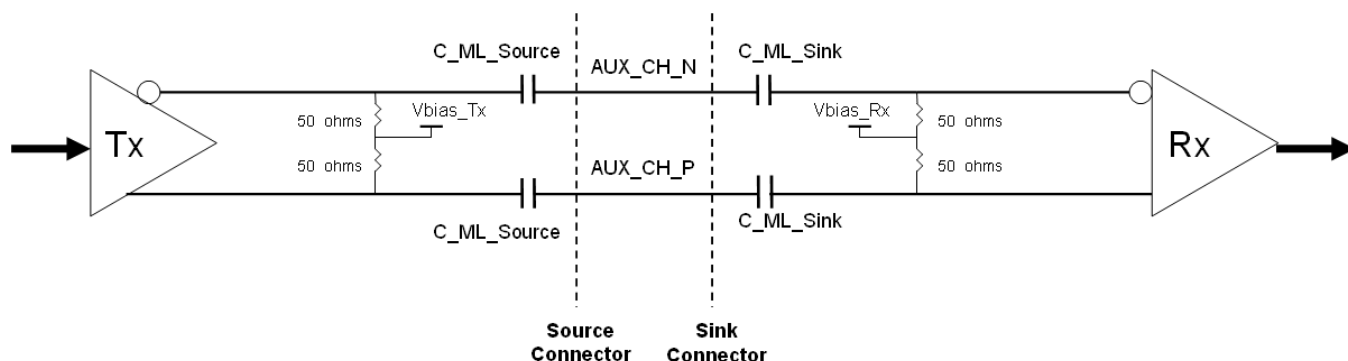 C_ML_Source
C_ML_Sink
AUX_CH_N
Vbias_Tx
Vbias_Rx
50 ohms
50 ohms
Tx
Rx
50 ohms
50 ohms
AUX_CH_P
C_ML_Source
C_ML_Sink
Source
Connector
Sink
Connector